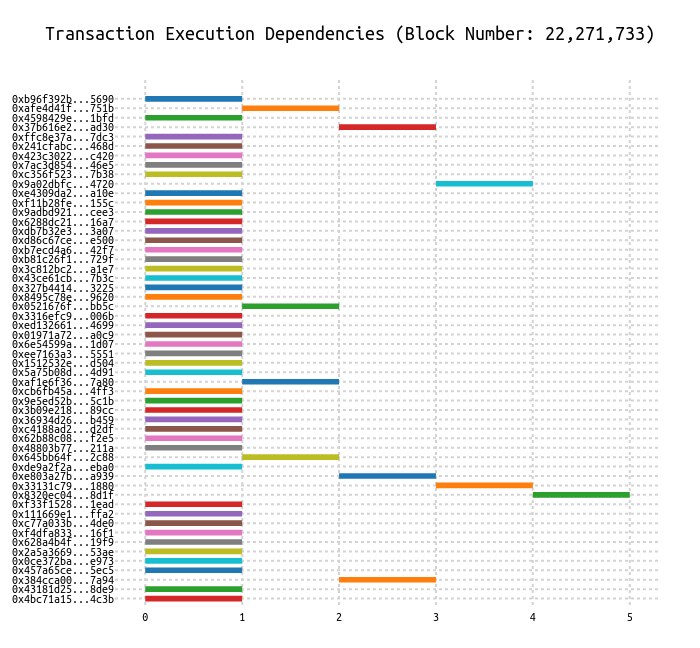 Transaction Execution Dependencies (Block Number: 22,271,733)
0xb96f392b...5690
0xafe4d41f...751b
0x4598429e...1bfd
0x37b616e2...ad30
0xffc8e37a...7dc3
0x241cfabc...468d
0x423c3022...c420
0x7ac3d854...46e5
0xc356f523...7b38
0x9a02dbfc...4720
0xe4309da2...a10e
0xf11b28fe...155c
0x9adbd921...cee3
0x6288dc21...16a7
0xdb7b32e3...3a07
0xd86c67ce...e500
0xb7ecd4a6...42f7
0xb81c26f1...729f
0x3c812bc2...a1e7
0x43ce61cb...7b3c
0x327b4414...3225
0x8495c78e...9620
0x0521676f...bb5c
0x3316efc9...006b
0xed132661...4699
0x01971a72...a0c9
0x6e54599a...1d07
0xee7163a3...5551
0x1512532e...d504
0x5a75b08d...4d91
0xaf1e6f36...7a80
0xcb6fb45a...4ff3
0x9e5ed52b...5c1b
0x3b09e218...89cc
0x36934d26...b459
0xc4188ad2...d2df
0x62b88c08...f2e5
0x48803b77...211a
0x645bb64f...2c88
0xde9a2f2a...eba0
0xe803a27b...a939
0x33131c79...1880
0x8320ec04...8d1f
0xf33f1528...1ead
0x111669e1...ffa2
0xc77a033b...4de0
0xf4dfa833...16f1
0x628a4b4f...19f9
0x2a5a3669...53ae
0x0ce372ba...e973
0x457a65ce...5ec5
0x384cca00...7a94
0x43181d25...8de9
0x4bc71a15...4c3b
0 1 2 3 4 5